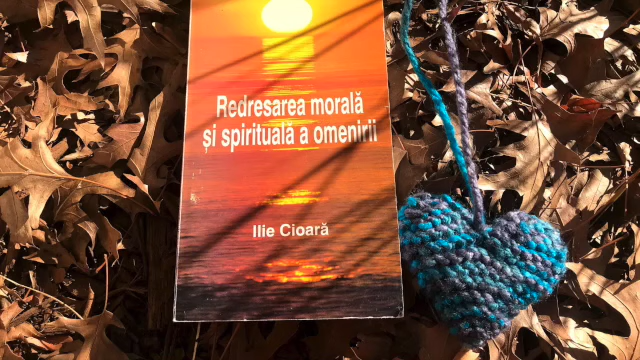 Redresarea morală
și spirituală a omenirii
Ilie Cioară